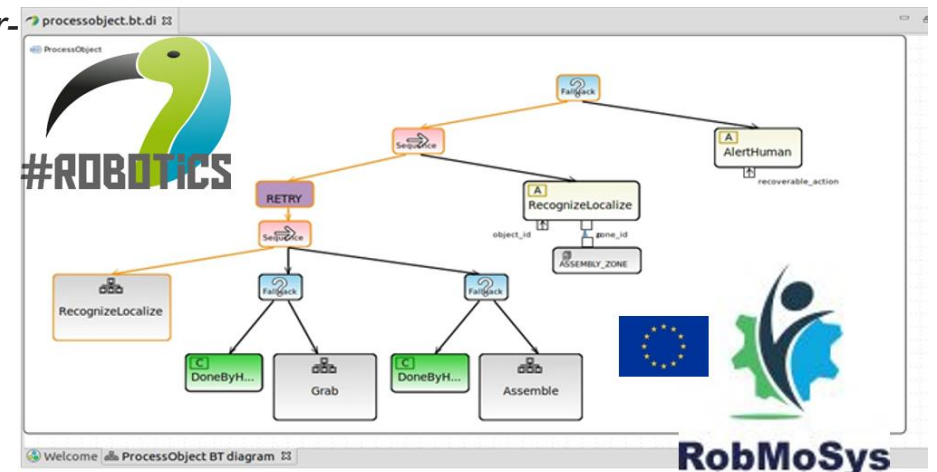 r-
processobject.bt.di
ProcessObject
#ROBOTICS
Fallback
Sequence
A
AlertHuman
recoverable_action
RETRY
A
RecognizeLocalize
object_id
zone_id
ASSEMBLY_ZONE
Sequence
RecognizeLocalize
Fallback
Fallback
C
DoneByH...
Grab
C
DoneByH...
Assemble
RobMoSys
Welcome
ProcessObject BT diagram